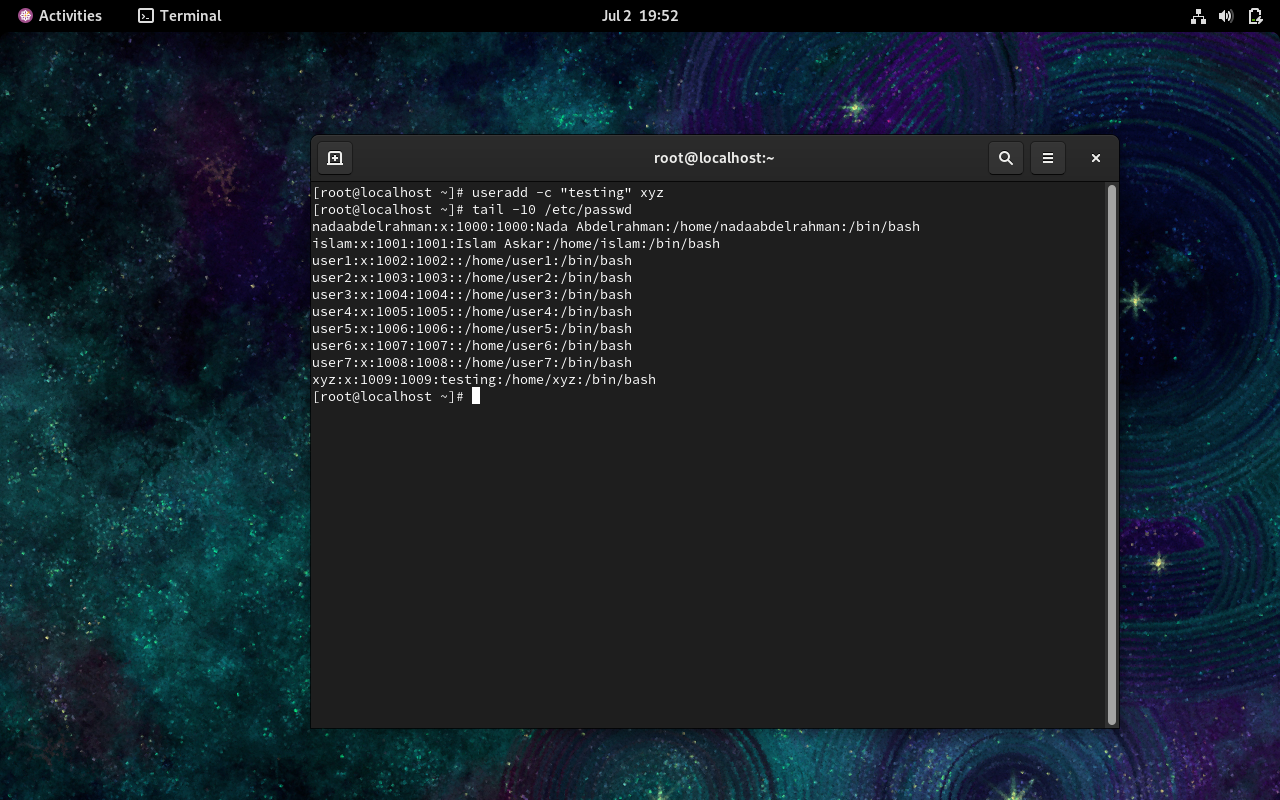 Activities Terminal Jul 2 19:52
root@localhost:~
[root@localhost ~]# useradd -c "testing" xyz
[root@localhost ~]# tail -10 /etc/passwd
nadaabdelrahman:x:1000:1000:Nada Abdelrahman:/home/nadaabdelrahman:/bin/bash
islam:x:1001:1001:Islam Askar:/home/islam:/bin/bash
user1:x:1002:1002::/home/user1:/bin/bash
user2:x:1003:1003::/home/user2:/bin/bash
user3:x:1004:1004::/home/user3:/bin/bash
user4:x:1005:1005::/home/user4:/bin/bash
user5:x:1006:1006::/home/user5:/bin/bash
user6:x:1007:1007::/home/user6:/bin/bash
user7:x:1008:1008::/home/user7:/bin/bash
xyz:x:1009:1009:testing:/home/xyz:/bin/bash
[root@localhost ~]#